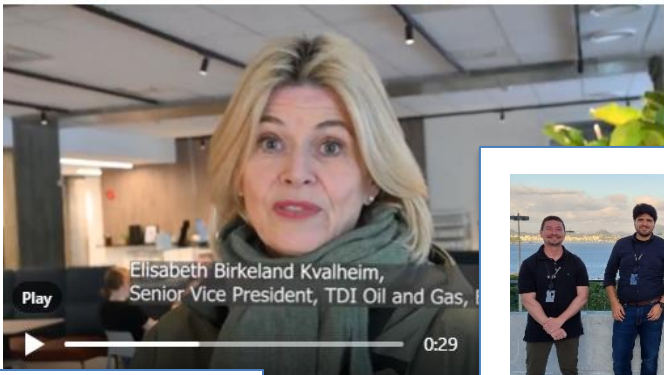 Elisabeth Birkeland Kvalheim,
Senior Vice President, TDI Oil and Gas,
Play
0:29